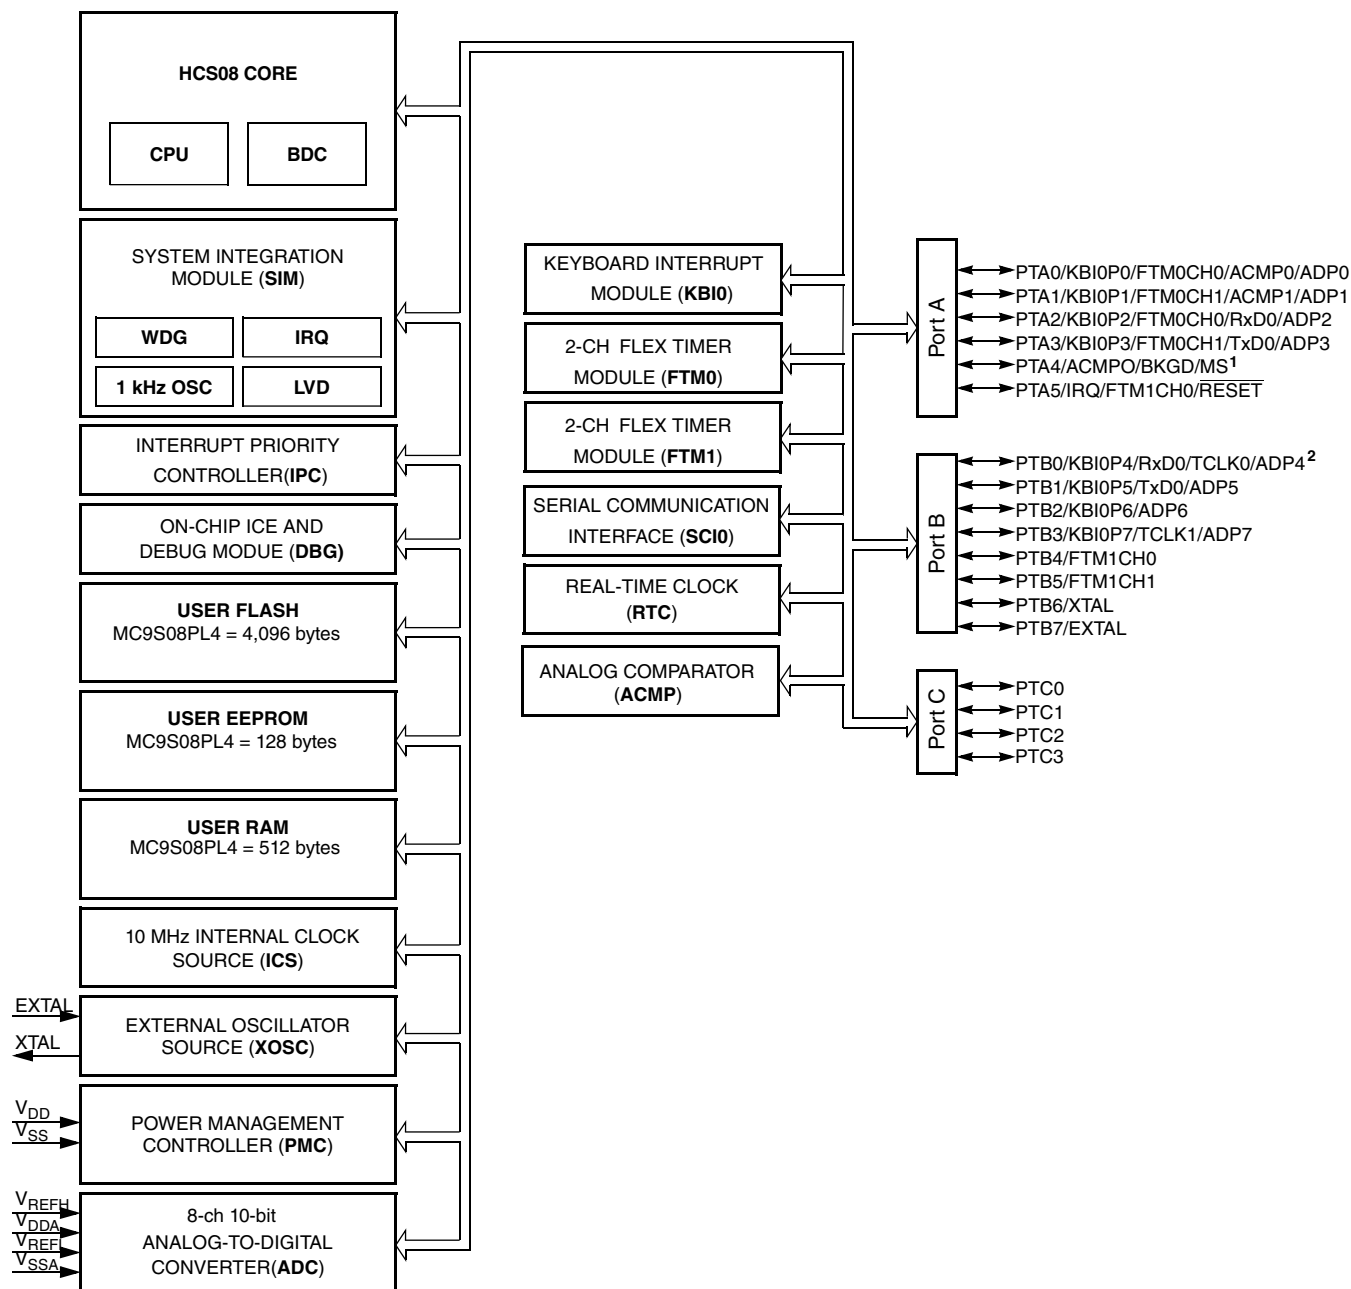 HCS08 CORE
CPU
BDC
SYSTEM INTEGRATION
MODULE (SIM)
WDG
IRQ
1 kHz OSC
LVD
INTERRUPT PRIORITY
CONTROLLER(IPC)
ON-CHIP ICE AND
DEBUG MODUE (DBG)
USER FLASH
MC9S08PL4 = 4,096 bytes
USER EEPROM
MC9S08PL4 = 128 bytes
USER RAM
MC9S08PL4 = 512 bytes
10 MHz INTERNAL CLOCK
SOURCE (ICS)
EXTAL
XTAL
EXTERNAL OSCILLATOR
SOURCE (XOSC)
VDD
VSS
POWER MANAGEMENT
CONTROLLER (PMC)
VREFH
VDDA
VREFL
VSSA
8-ch 10-bit
ANALOG-TO-DIGITAL
CONVERTER(ADC)
KEYBOARD INTERRUPT
MODULE (KBI0)
2-CH FLEX TIMER
MODULE (FTM0)
2-CH FLEX TIMER
MODULE (FTM1)
SERIAL COMMUNICATION
INTERFACE (SCI0)
REAL-TIME CLOCK
(RTC)
ANALOG COMPARATOR
(ACMP)
Port A
PTA0/KBI0P0/FTM0CH0/ACMP0/ADP0
PTA1/KBI0P1/FTM0CH1/ACMP1/ADP1
PTA2/KBI0P2/FTM0CH0/RxD0/ADP2
PTA3/KBI0P3/FTM0CH1/TxD0/ADP3
PTA4/ACMPO/BKGD/MS1
PTA5/IRQ/FTM1CH0/RESET
Port B
PTB0/KBI0P4/RxD0/TCLK0/ADP42
PTB1/KBI0P5/TxD0/ADP5
PTB2/KBI0P6/ADP6
PTB3/KBI0P7/TCLK1/ADP7
PTB4/FTM1CH0
PTB5/FTM1CH1
PTB6/XTAL
PTB7/EXTAL
Port C
PTC0
PTC1
PTC2
PTC3